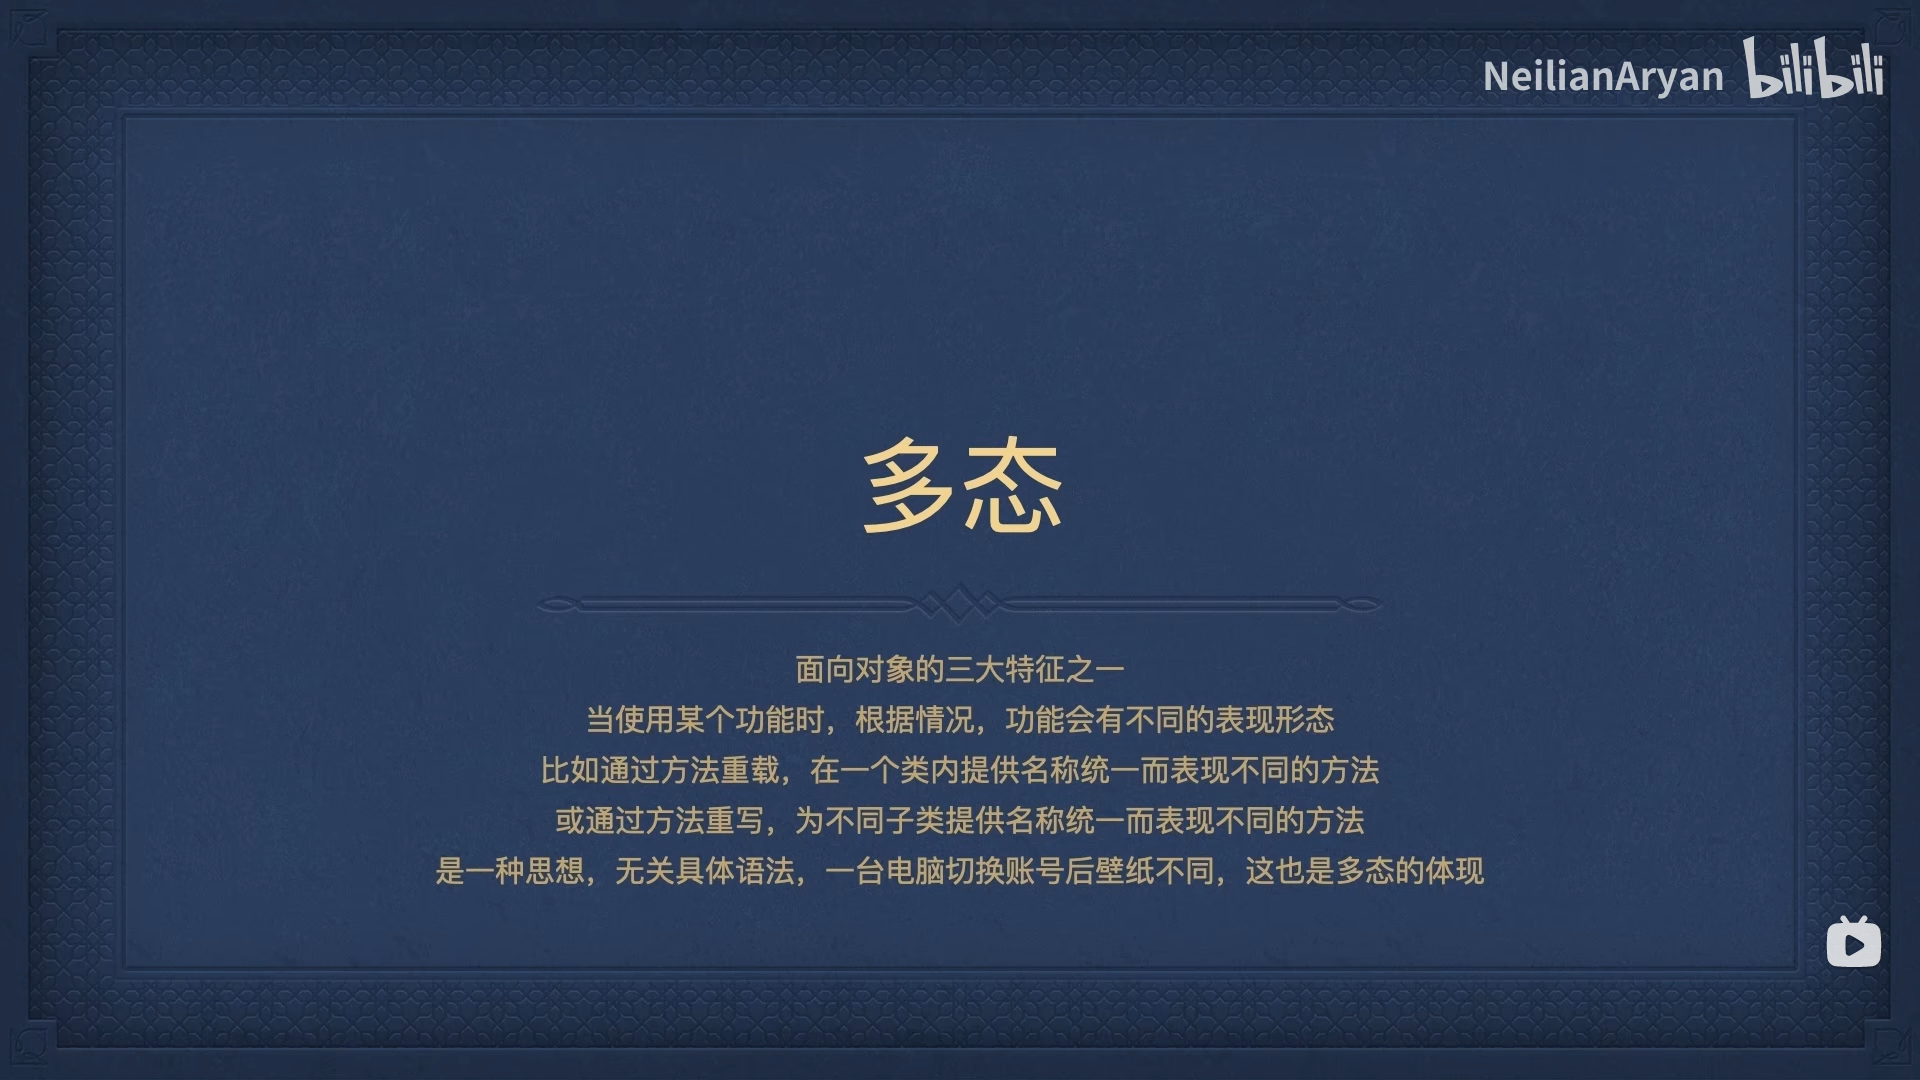 NeilianAryan bilibili
多态
面向对象的三大特征之一
当使用某个功能时，根据情况，功能会有不同的表现形态
比如通过方法重载，在一个类内提供名称统一而表现不同的方法
或通过方法重写，为不同子类提供名称统一而表现不同的方法
是一种思想，无关具体语法，一台电脑切换账号后壁纸不同，这也是多态的体现